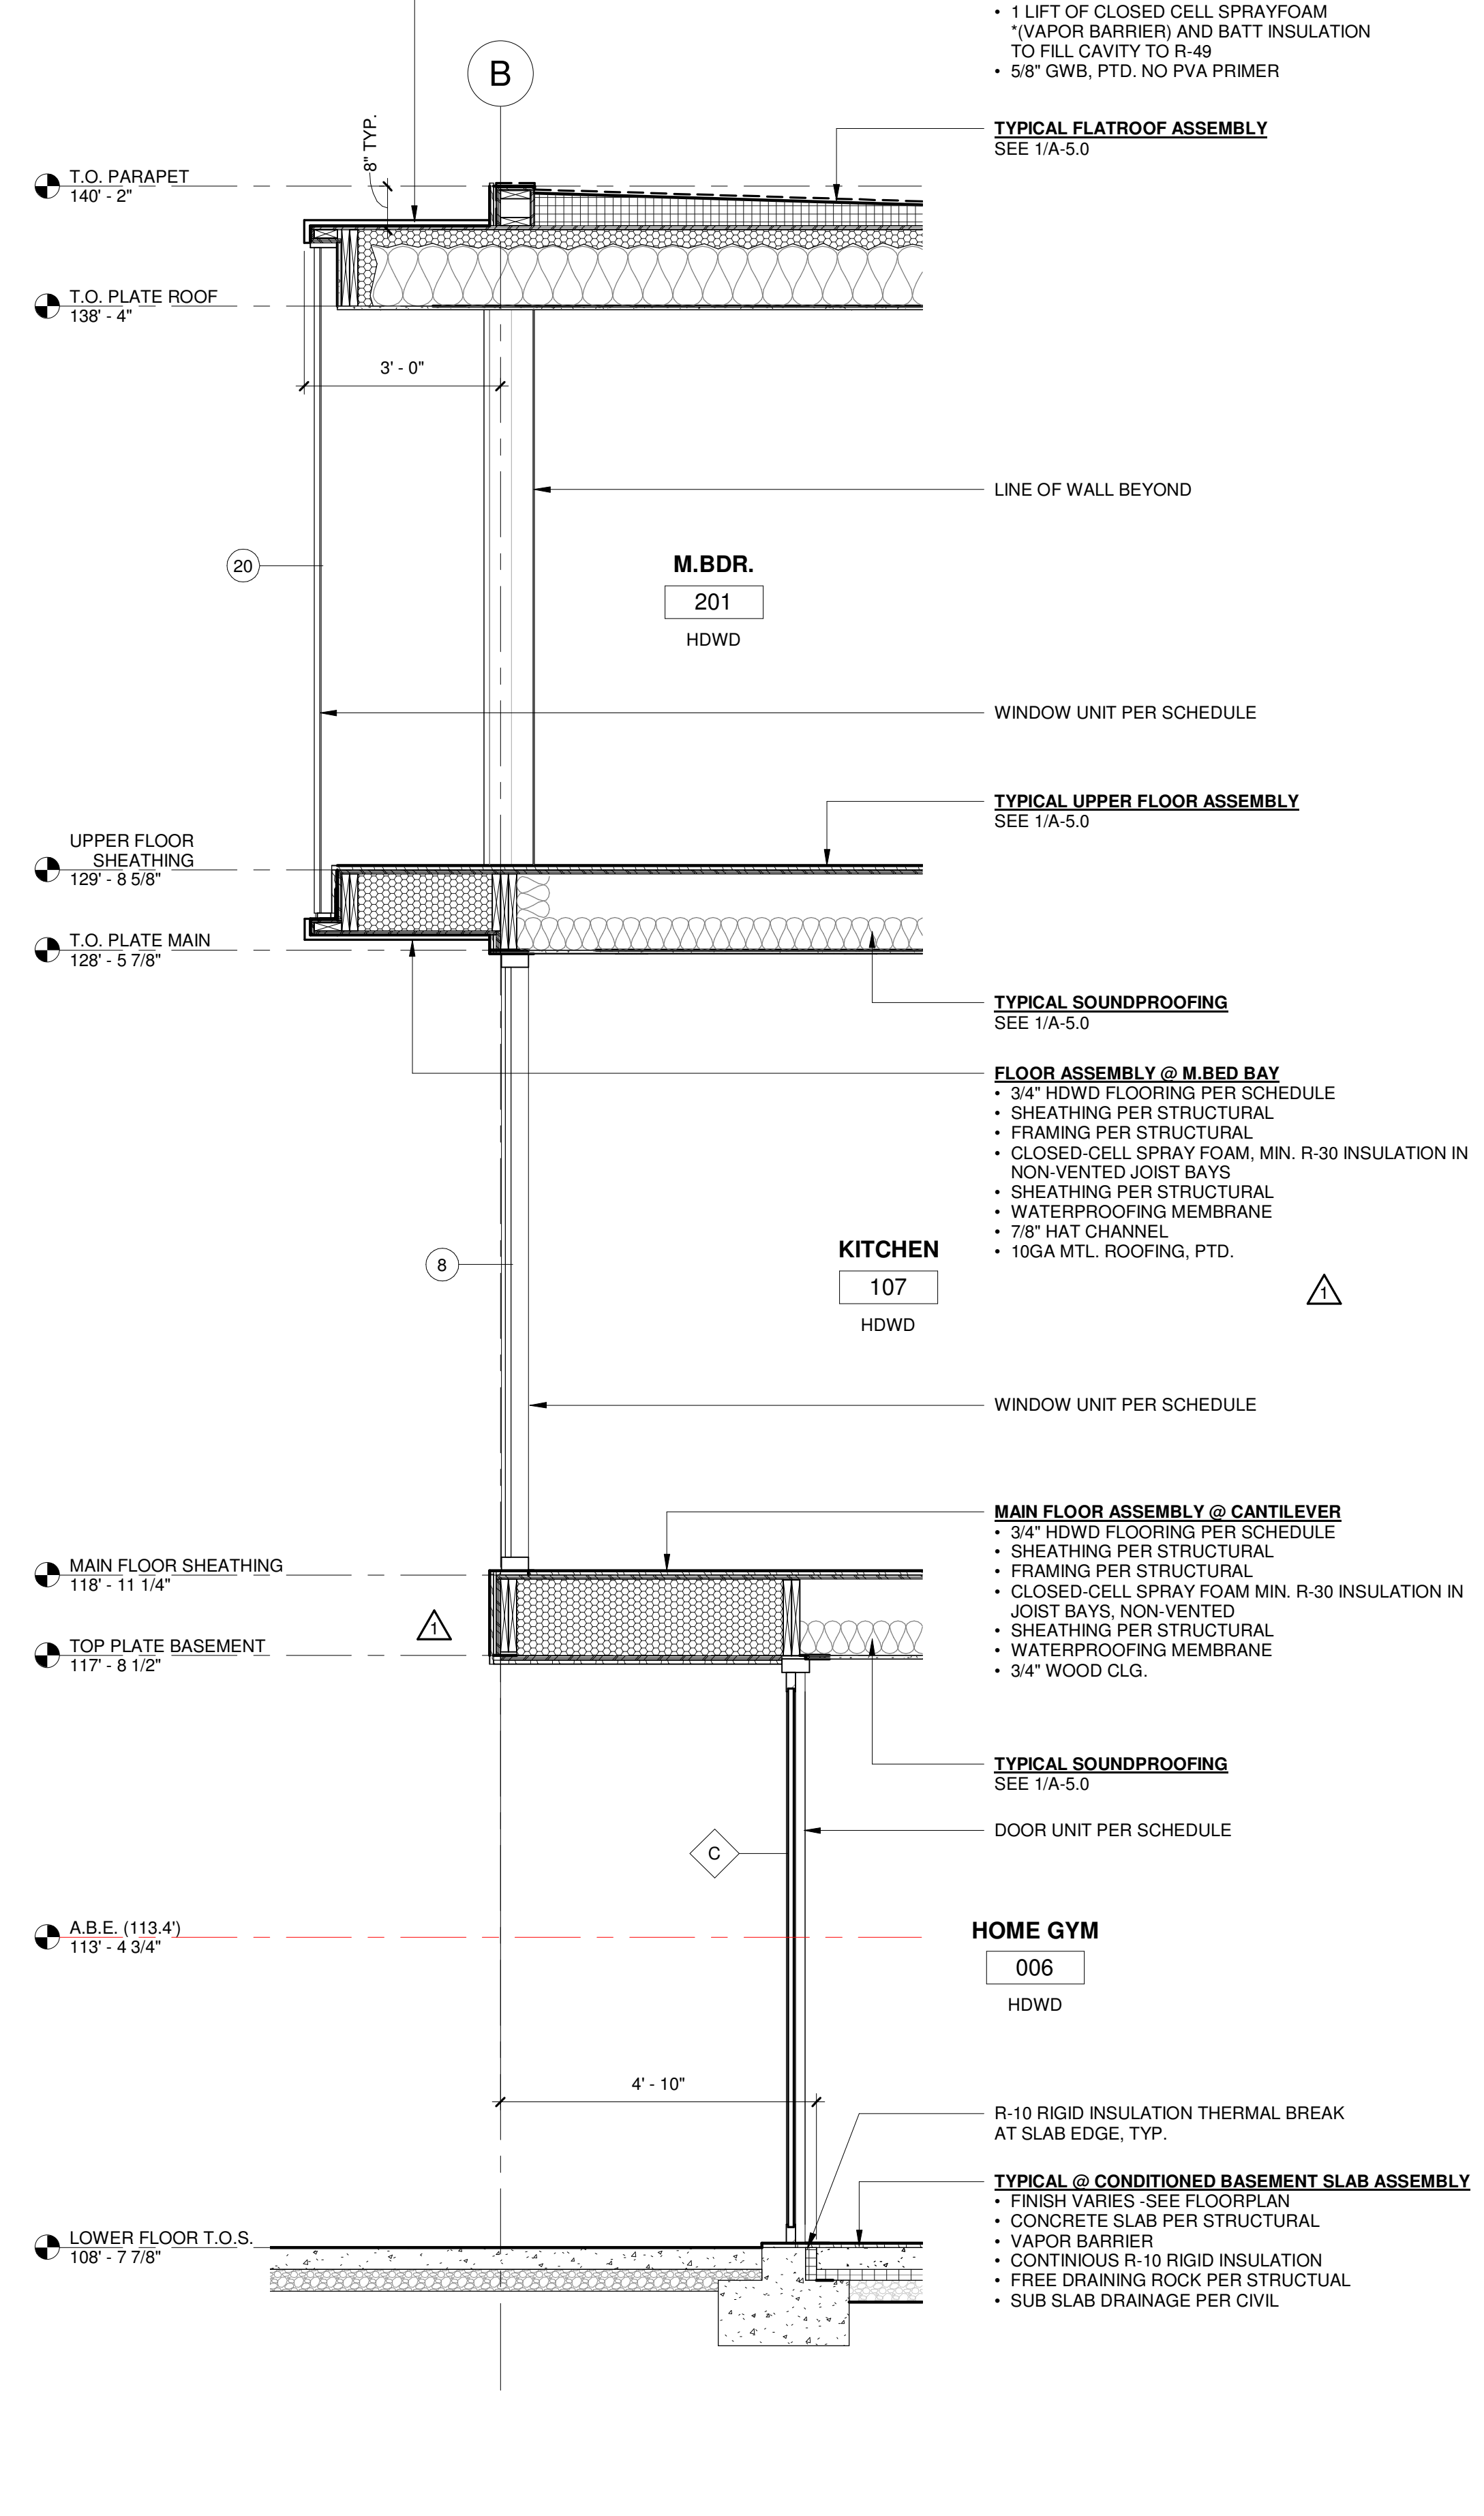 • 1 LIFT OF CLOSED CELL SPRAYFOAM
*(VAPOR BARRIER) AND BATT INSULATION
TO FILL CAVITY TO R-49
• 5/8" GWB, PTD. NO PVA PRIMER
B
8" TYP.
TYPICAL FLATROOF ASSEMBLY
SEE 1/A-5.0
T.O. PARAPET
140' - 2"
T.O. PLATE ROOF
138' - 4"
3' - 0"
LINE OF WALL BEYOND
20
M.BDR.
201
HDWD
WINDOW UNIT PER SCHEDULE
TYPICAL UPPER FLOOR ASSEMBLY
SEE 1/A-5.0
UPPER FLOOR
SHEATHING
129' - 8 5/8"
T.O. PLATE MAIN
128' - 5 7/8"
TYPICAL SOUNDPROOFING
SEE 1/A-5.0
FLOOR ASSEMBLY @ M.BED BAY
• 3/4" HDWD FLOORING PER SCHEDULE
• SHEATHING PER STRUCTURAL
• FRAMING PER STRUCTURAL
• CLOSED-CELL SPRAY FOAM, MIN. R-30 INSULATION IN
NON-VENTED JOIST BAYS
• SHEATHING PER STRUCTURAL
• WATERPROOFING MEMBRANE
• 7/8" HAT CHANNEL
• 10GA MTL. ROOFING, PTD.
8
KITCHEN
107
HDWD
1
WINDOW UNIT PER SCHEDULE
MAIN FLOOR ASSEMBLY @ CANTILEVER
• 3/4" HDWD FLOORING PER SCHEDULE
• SHEATHING PER STRUCTURAL
• FRAMING PER STRUCTURAL
• CLOSED-CELL SPRAY FOAM MIN. R-30 INSULATION IN
JOIST BAYS, NON-VENTED
• SHEATHING PER STRUCTURAL
• WATERPROOFING MEMBRANE
• 3/4" WOOD CLG.
MAIN FLOOR SHEATHING
118' - 11 1/4"
1
TOP PLATE BASEMENT
117' - 8 1/2"
TYPICAL SOUNDPROOFING
SEE 1/A-5.0
DOOR UNIT PER SCHEDULE
C
A.B.E. (113.4')
113' - 4 3/4"
HOME GYM
006
HDWD
4' - 10"
R-10 RIGID INSULATION THERMAL BREAK
AT SLAB EDGE, TYP.
TYPICAL @ CONDITIONED BASEMENT SLAB ASSEMBLY
• FINISH VARIES -SEE FLOORPLAN
• CONCRETE SLAB PER STRUCTURAL
• VAPOR BARRIER
• CONTINIOUS R-10 RIGID INSULATION
• FREE DRAINING ROCK PER STRUCTUAL
• SUB SLAB DRAINAGE PER CIVIL
LOWER FLOOR T.O.S.
108' - 7 7/8"